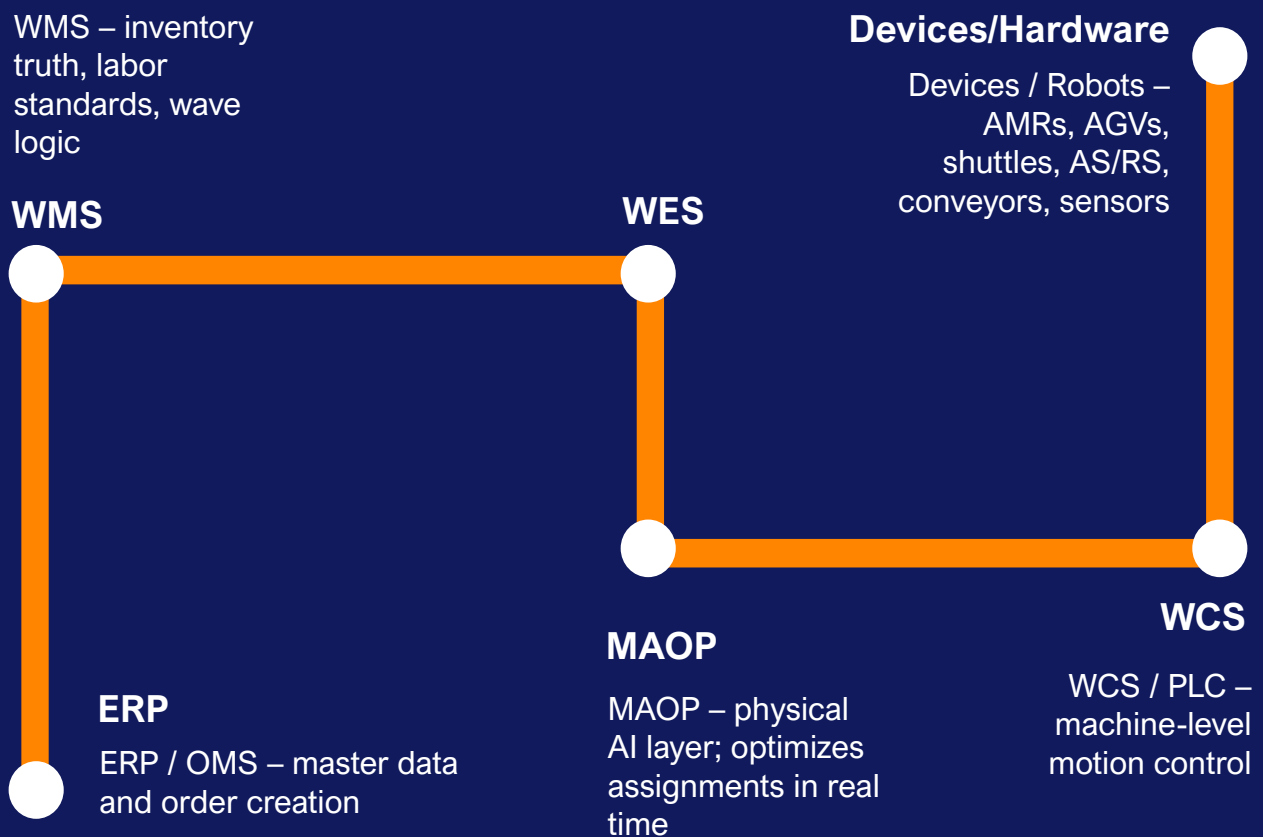 WMS – inventory
truth, labor
standards, wave
logic
WMS
WES
Devices/Hardware
Devices / Robots –
AMRs, AGVs,
shuttles, AS/RS,
conveyors, sensors
ERP
ERP / OMS – master data
and order creation
MAOP
MAOP – physical
AI layer; optimizes
assignments in real
time
WCS
WCS / PLC –
machine-level
motion control